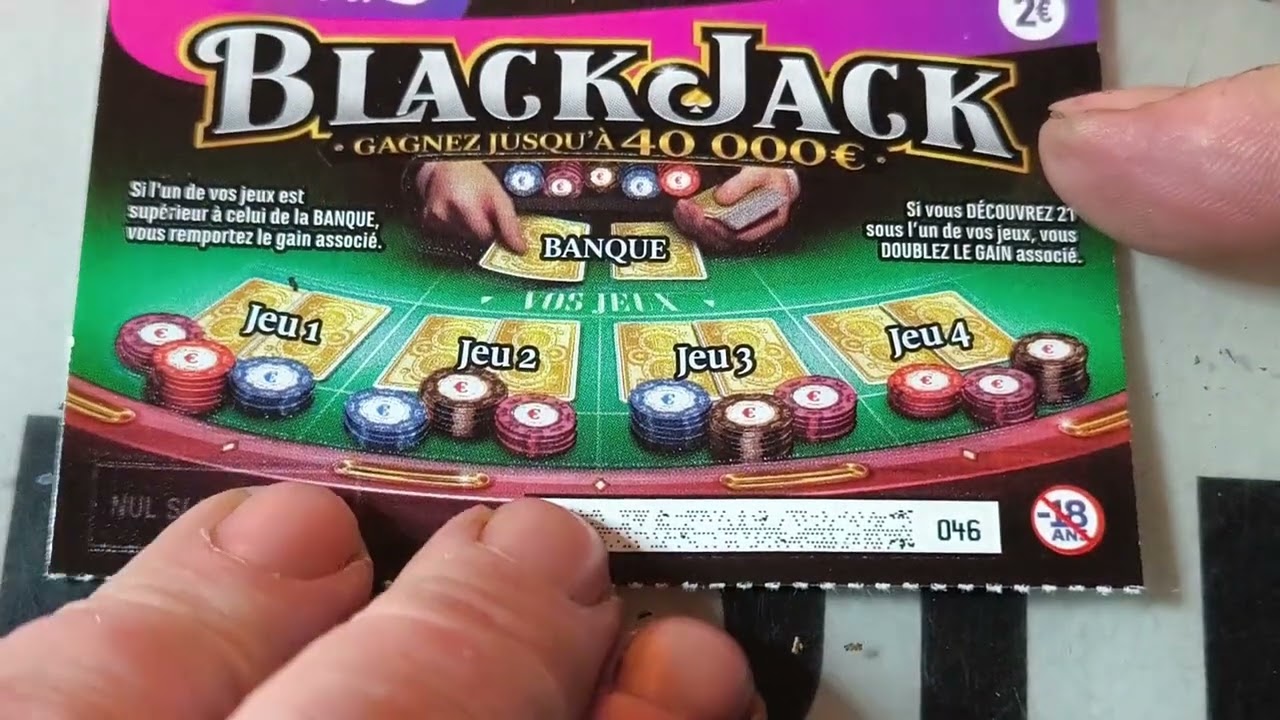 2€
BLACKJACK
• GAGNEZ JUSQU'À 40 000€ •
Si l'un de vos jeux est
supérieur à celui de la BANQUE,
vous remportez le gain associé.
Si vous DÉCOUVREZ 21
sous l'un de vos jeux, vous
DOUBLEZ LE GAIN associé.
BANQUE
VOS JEUX
Jeu 1
Jeu 2
Jeu 3
Jeu 4
NUL SI
046
-18
ANS